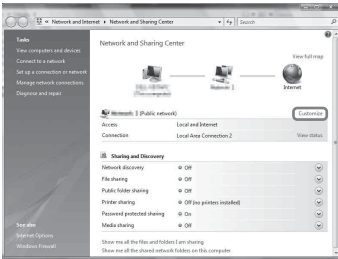 « Network and Internet ▸ Network and Sharing Center
Search
Tasks
View computers and devices
Connect to a network
Set up a connection or network
Manage network connections
Diagnose and repair
See also
Internet Options
Windows Firewall
Network and Sharing Center
View full map
Internet
(Public network)
Customize
Access Local and Internet
Connection Local Area Connection 2 View status
Sharing and Discovery
Network discovery Off
File sharing Off
Public folder sharing Off
Printer sharing Off (no printers installed)
Password protected sharing On
Media sharing Off
Show me all the files and folders I am sharing
Show me all the shared network folders on this computer